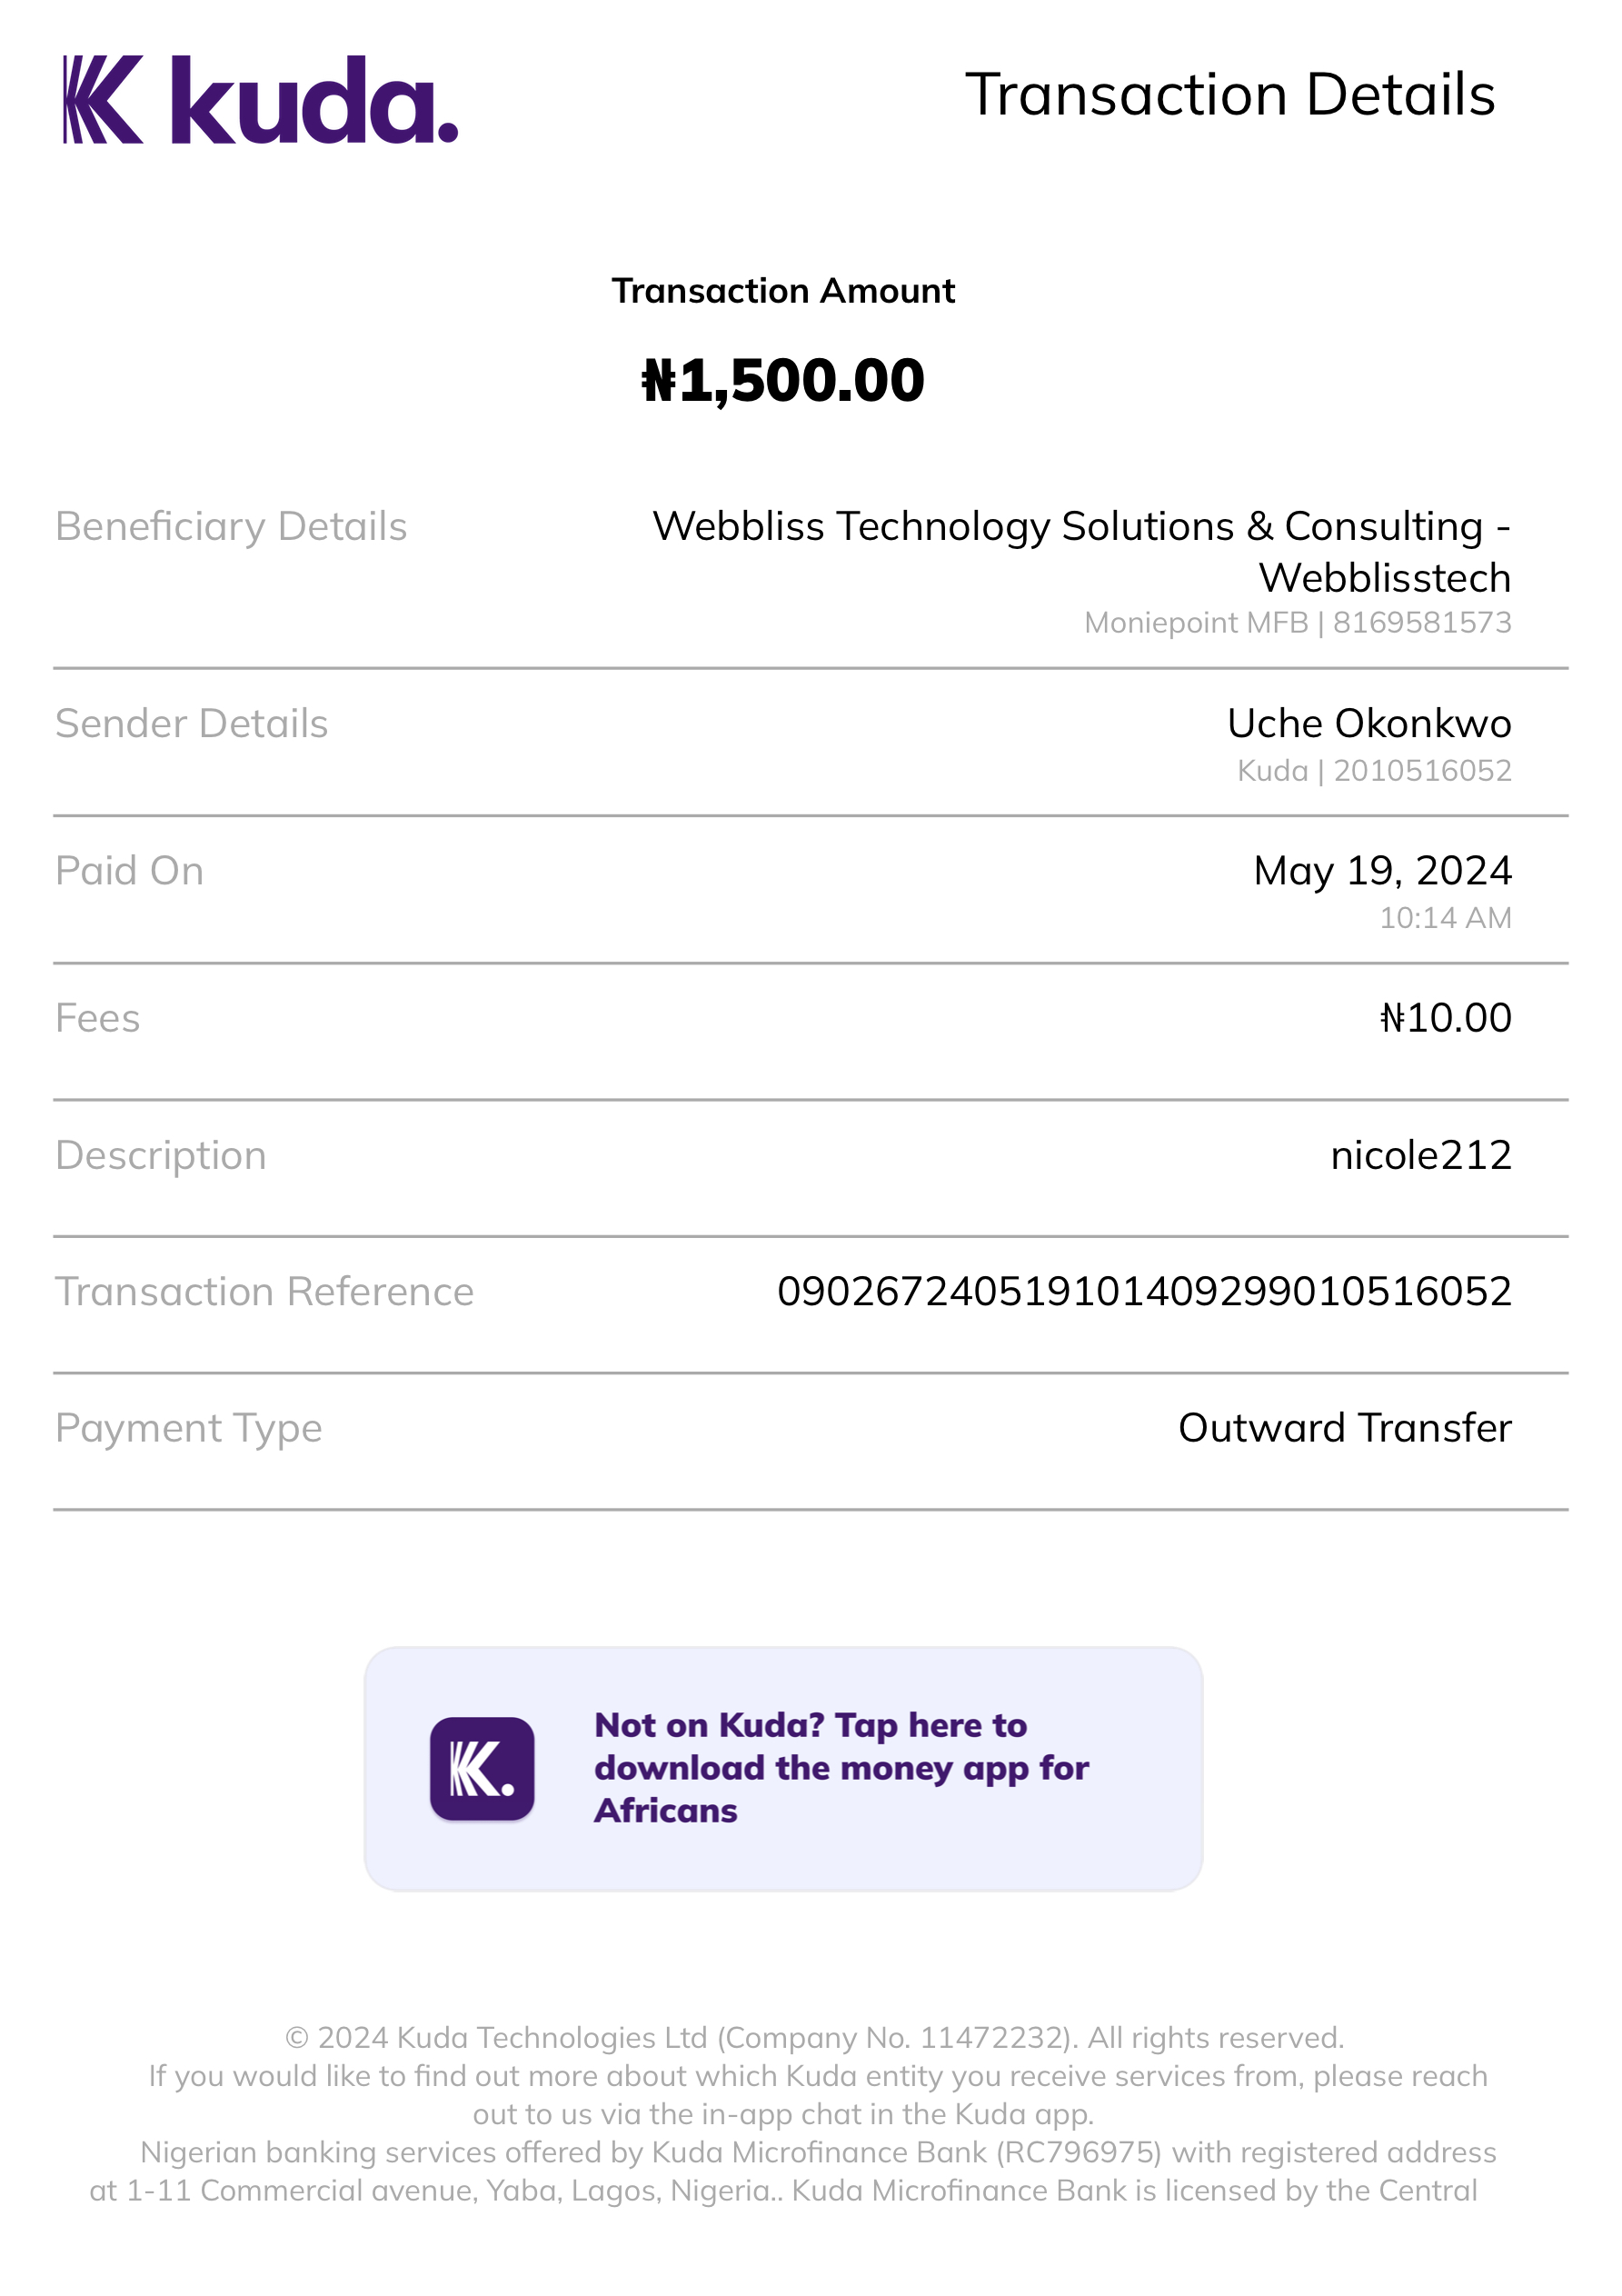 kuda.
Transaction Details
Transaction Amount
₦1,500.00
Beneficiary Details
Webbliss Technology Solutions & Consulting -
Webblisstech
Moniepoint MFB | 8169581573
Sender Details
Uche Okonkwo
Kuda | 2010516052
Paid On
May 19, 2024
10:14 AM
Fees
₦10.00
Description
nicole212
Transaction Reference
090267240519101409299010516052
Payment Type
Outward Transfer
K.
Not on Kuda? Tap here to
download the money app for
Africans
© 2024 Kuda Technologies Ltd (Company No. 11472232). All rights reserved.
If you would like to find out more about which Kuda entity you receive services from, please reach
out to us via the in-app chat in the Kuda app.
Nigerian banking services offered by Kuda Microfinance Bank (RC796975) with registered address
at 1-11 Commercial avenue, Yaba, Lagos, Nigeria.. Kuda Microfinance Bank is licensed by the Central